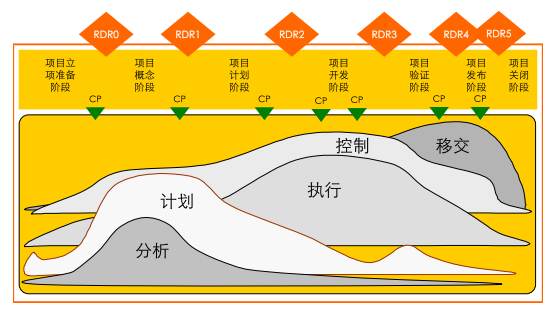 RDR0 RDR1 RDR2 RDR3 RDR4 RDR5
项目立 项目 项目 项目 项目 项目 项目
项准备 概念 计划 开发 验证 发布 关闭
阶段 阶段 阶段 阶段 阶段 阶段 阶段
CP CP CP CP CP CP CP
控制 移交
执行
计划
分析